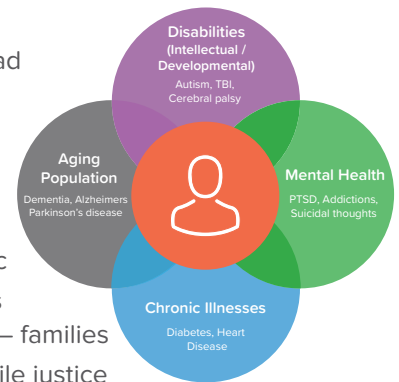 Disabilities
(Intellectual /
Developmental)
Autism, TBI,
Cerebral palsy
Aging
Population
Dementia, Alzheimers
Parkinson's disease
Mental Health
PTSD, Addictions,
Suicidal thoughts
Chronic Illnesses
Diabetes, Heart
Disease
– families
justice